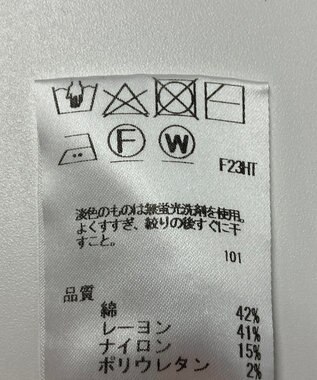 F W
F23HT
淡色のものは無蛍光洗剤を使用。
よくすすぎ、絞りの後すぐに干
すこと。
101
品質
綿 42%
レーヨン 41%
ナイロン 15%
ポリウレタン 2%